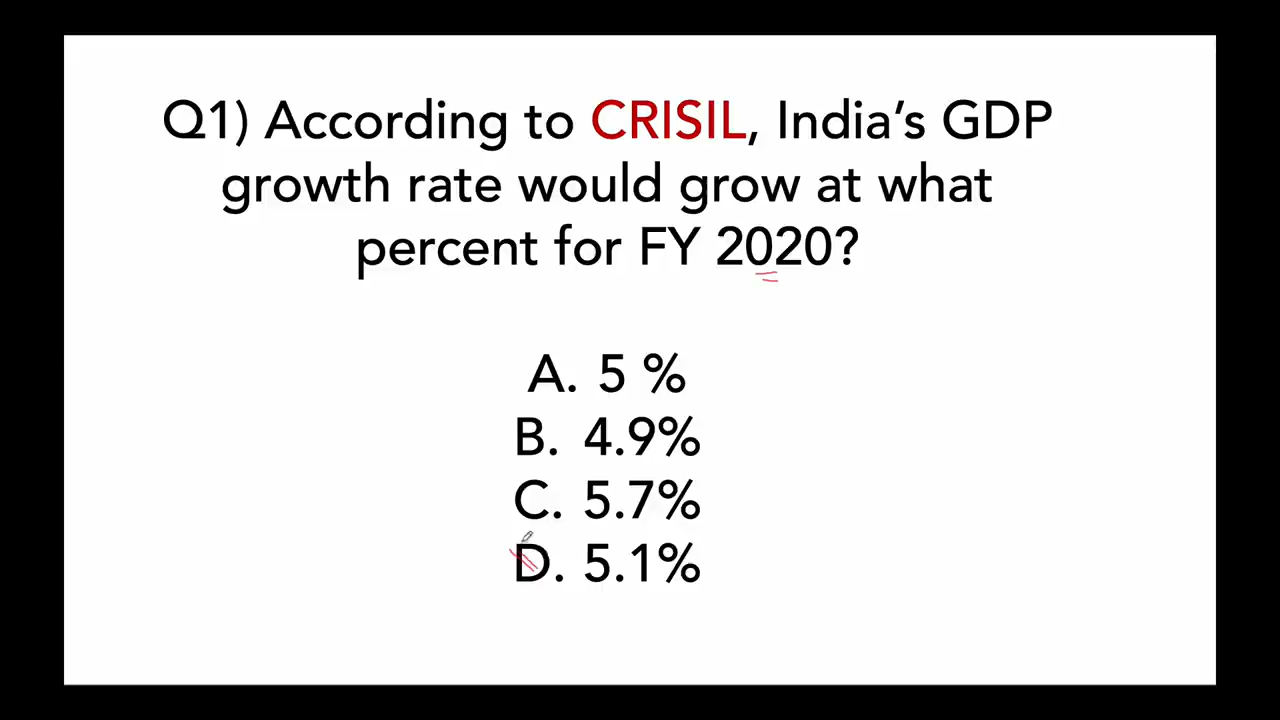 Q1) According to CRISIL, India’s GDP
growth rate would grow at what
percent for FY 2020?
A. 5 %
B. 4.9%
C. 5.7%
D. 5.1%